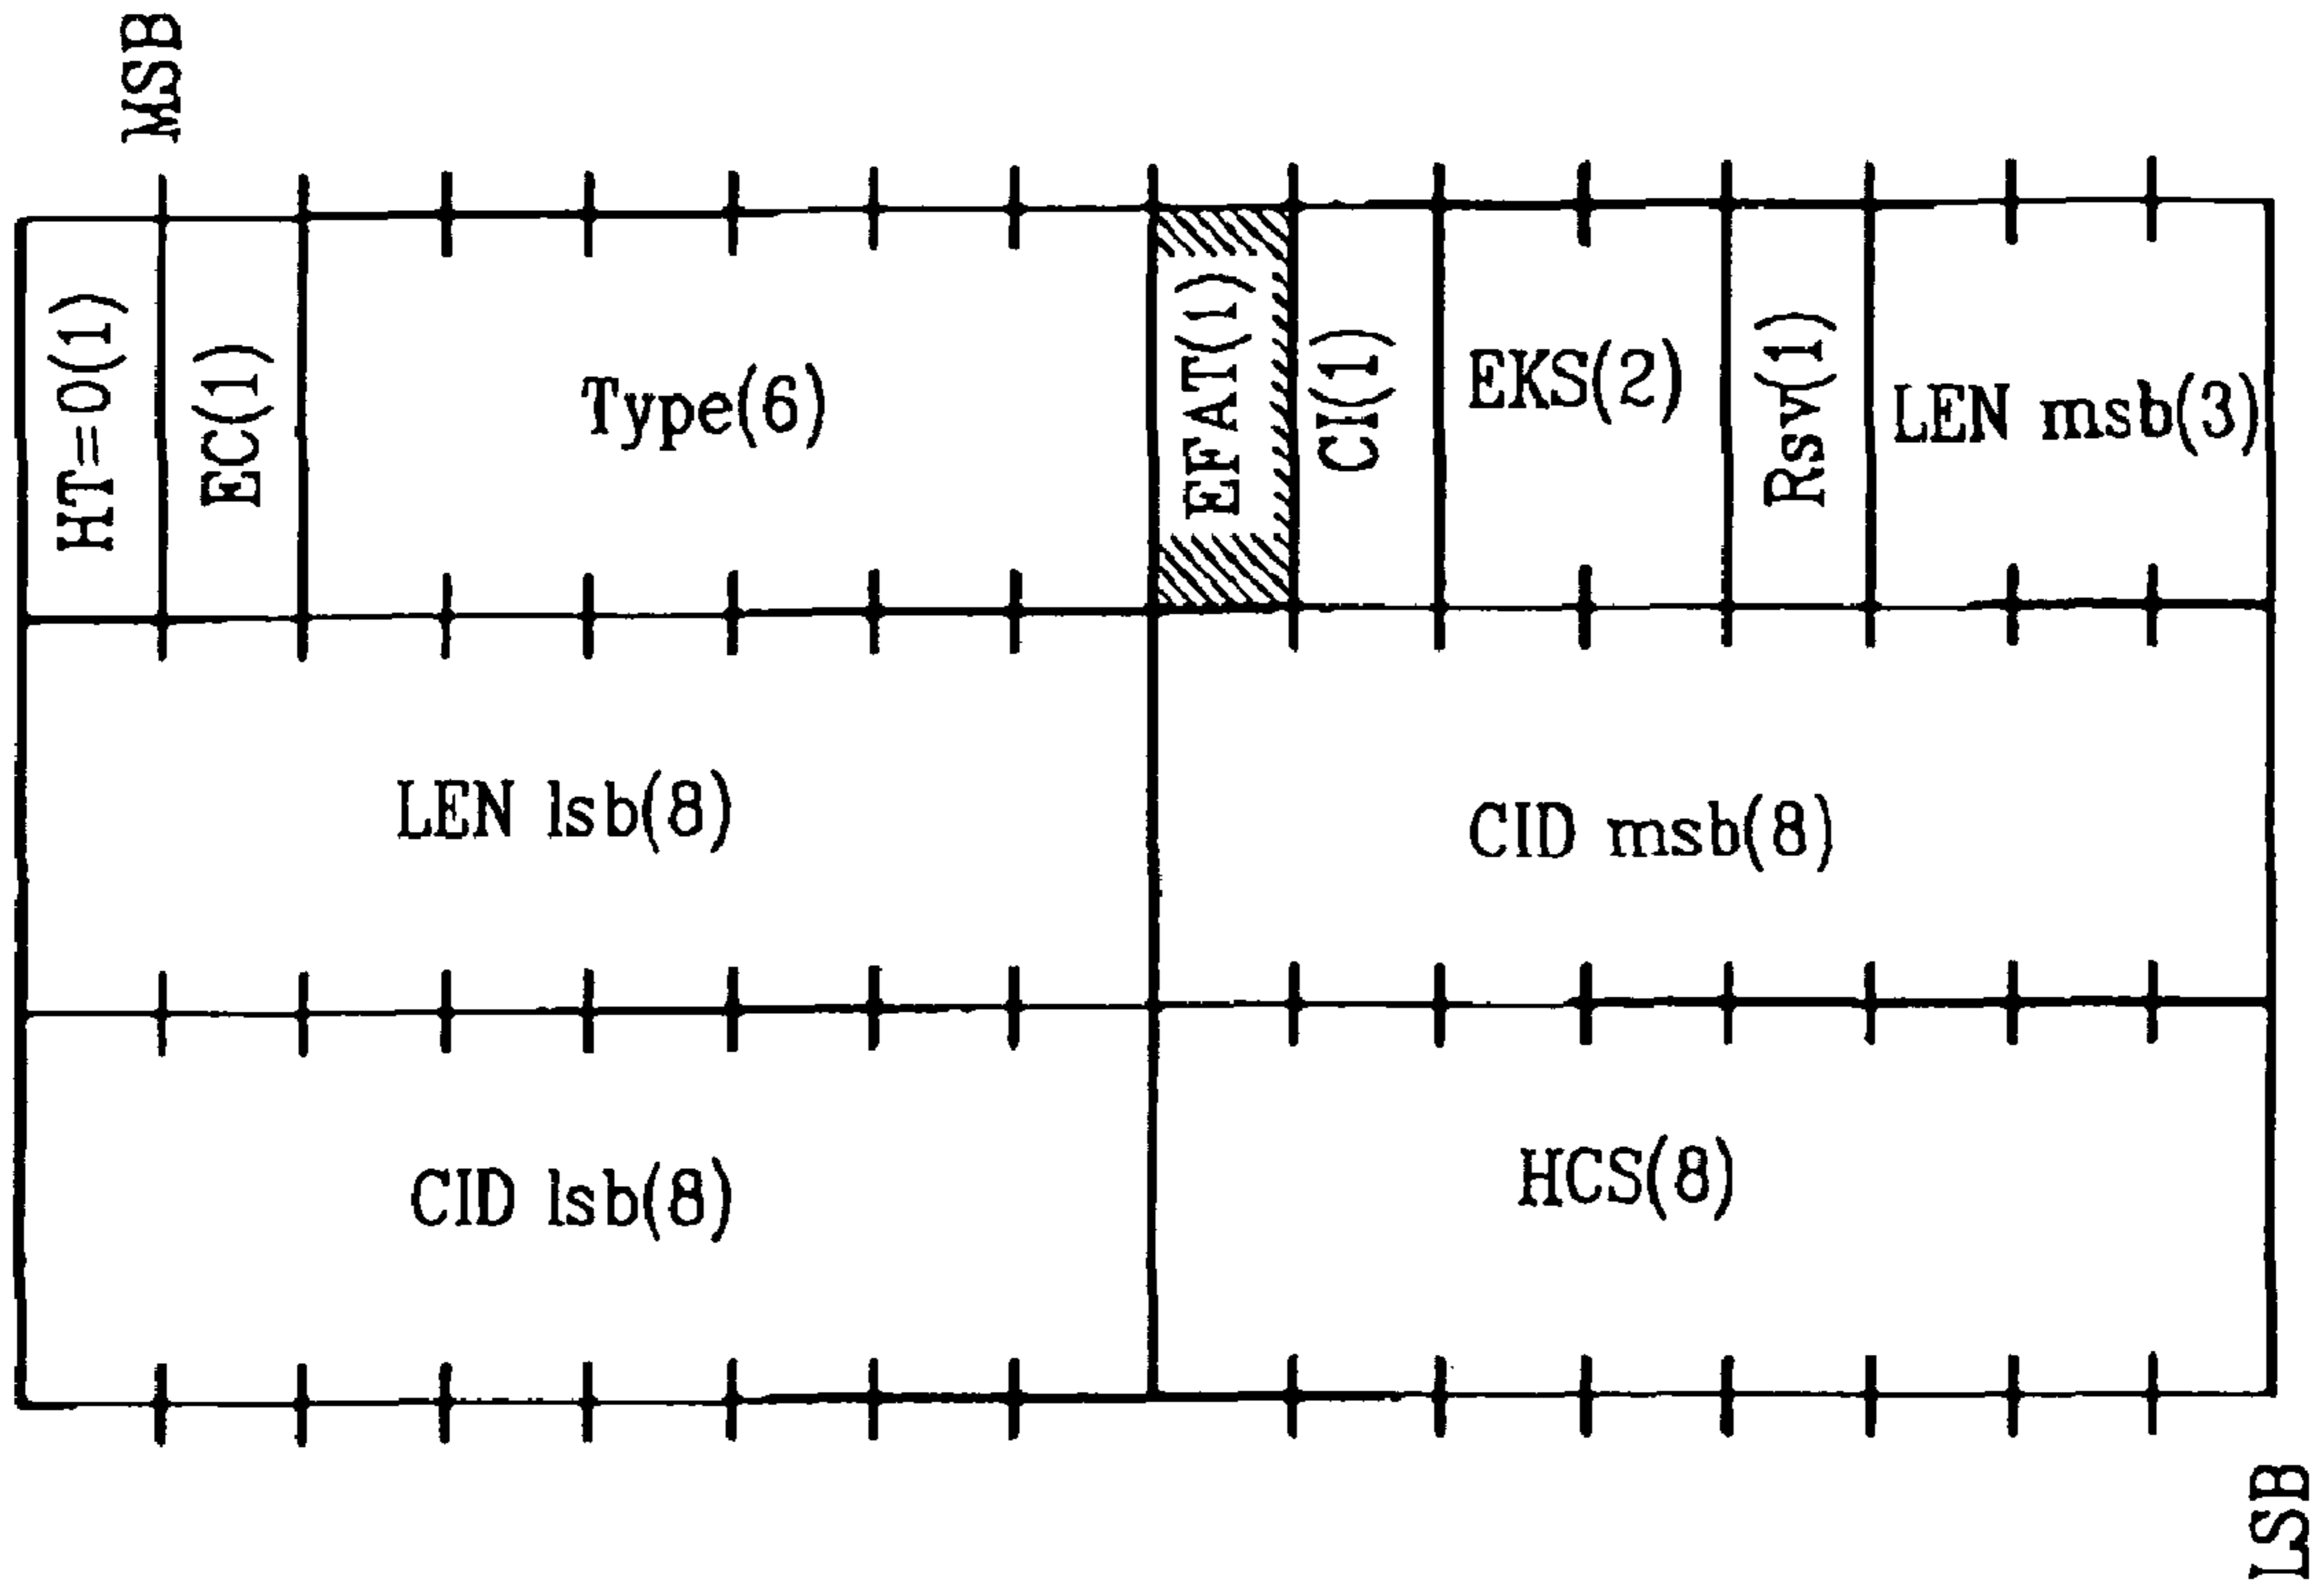 MSB
HT=0(1)
EC(1)
Type(6)
EFAT(1)
CI(1)
EKS(2)
Rsv(1)
LEN msb(3)
LEN lsb(8)
CID msb(8)
CID lsb(8)
HCS(8)
LSB